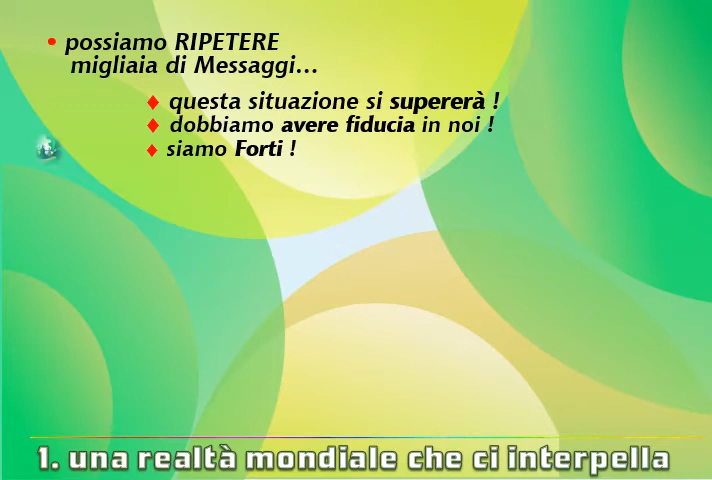 • possiamo RIPETERE
migliaia di Messaggi...
♦ questa situazione si supererà !
♦ dobbiamo avere fiducia in noi !
♦ siamo Forti !
1. una realtà mondiale che ci interpella